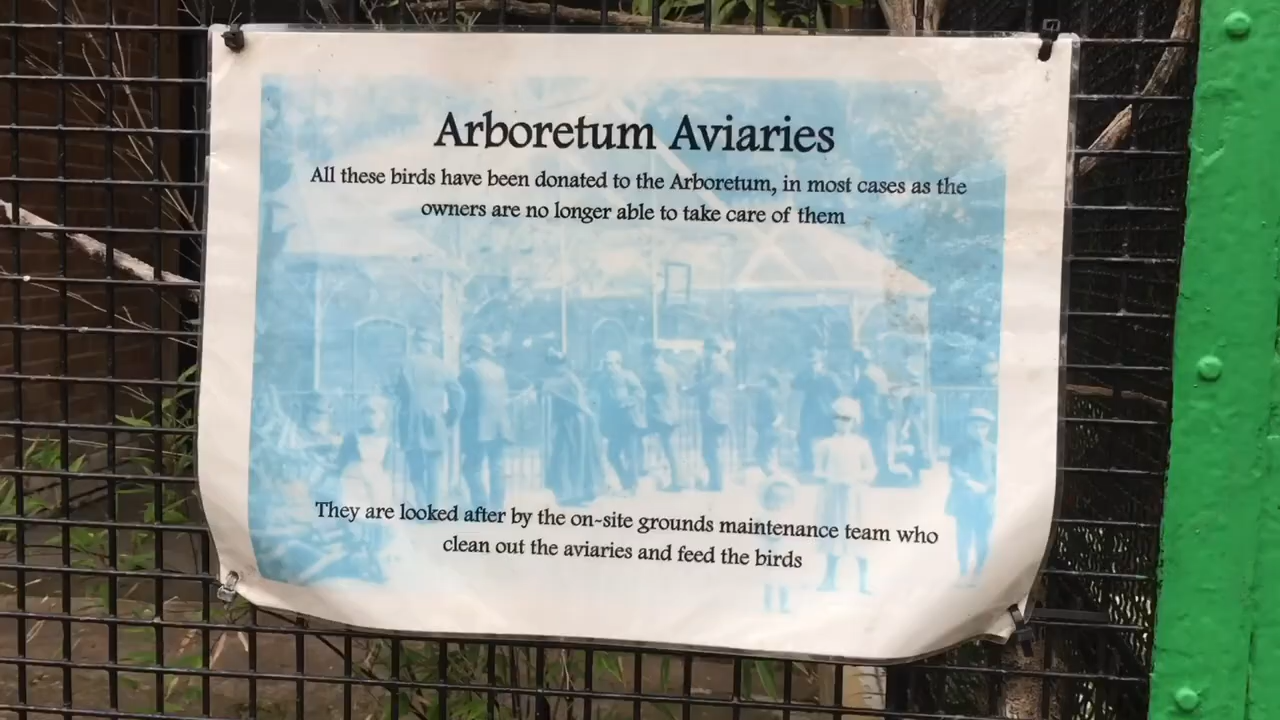 Arboretum Aviaries
All these birds have been donated to the Arboretum, in most cases as the
owners are no longer able to take care of them
They are looked after by the on-site grounds maintenance team who
clean out the aviaries and feed the birds